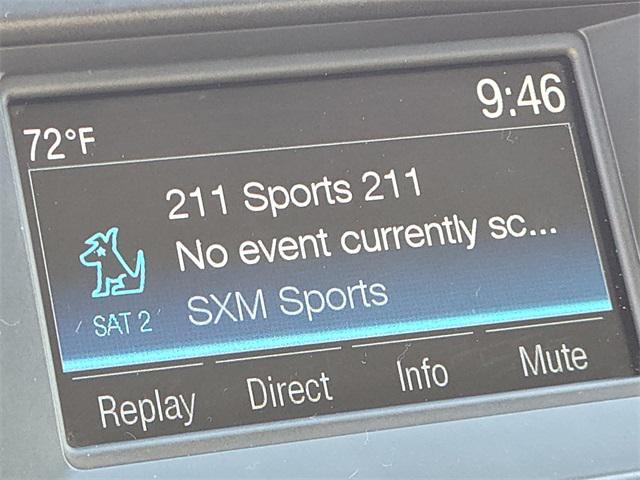 72°F
9:46
211 Sports 211
No event currently sc...
SXM Sports
SAT 2
Replay
Direct
Info
Mute